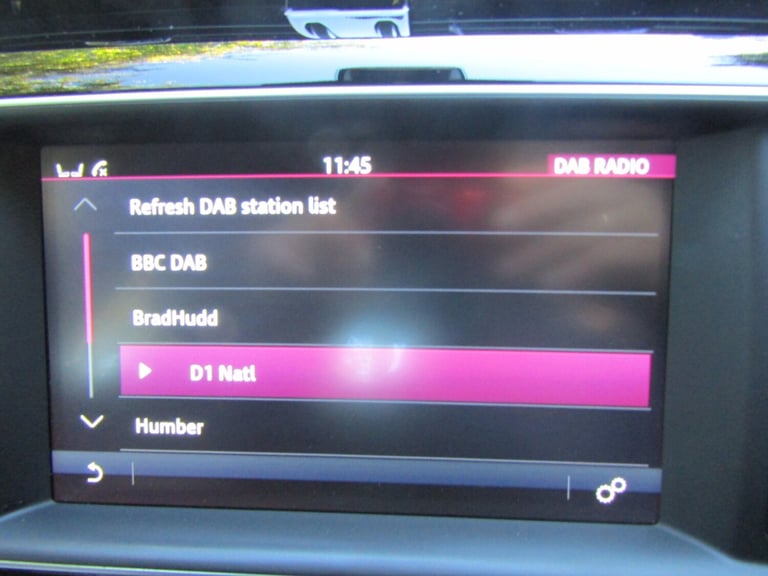 11:45 DAB RADIO
Refresh DAB station list
BBC DAB
BradHudd
D1 Natl
Humber